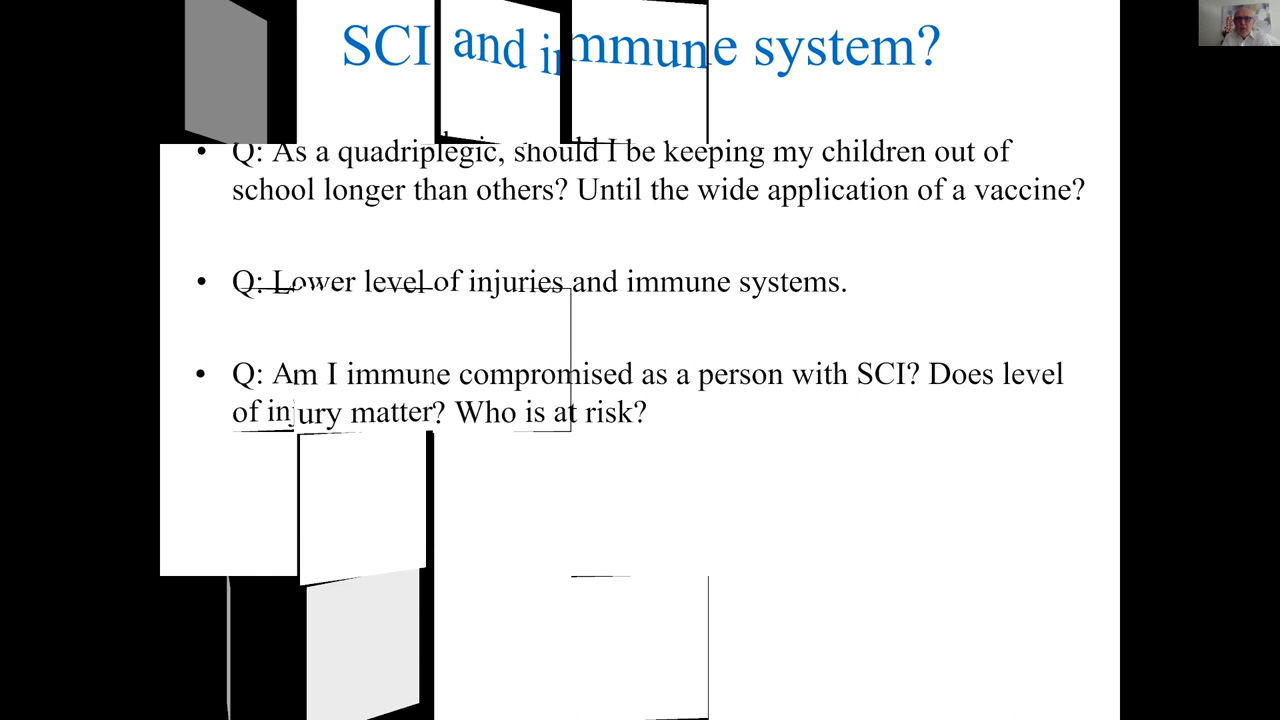 SCI and immune system?
• Q: As a quadriplegic, should I be keeping my children out of
school longer than others? Until the wide application of a vaccine?
• Q: Lower level of injuries and immune systems.
• Q: Am I immune compromised as a person with SCI? Does level
of injury matter? Who is at risk?